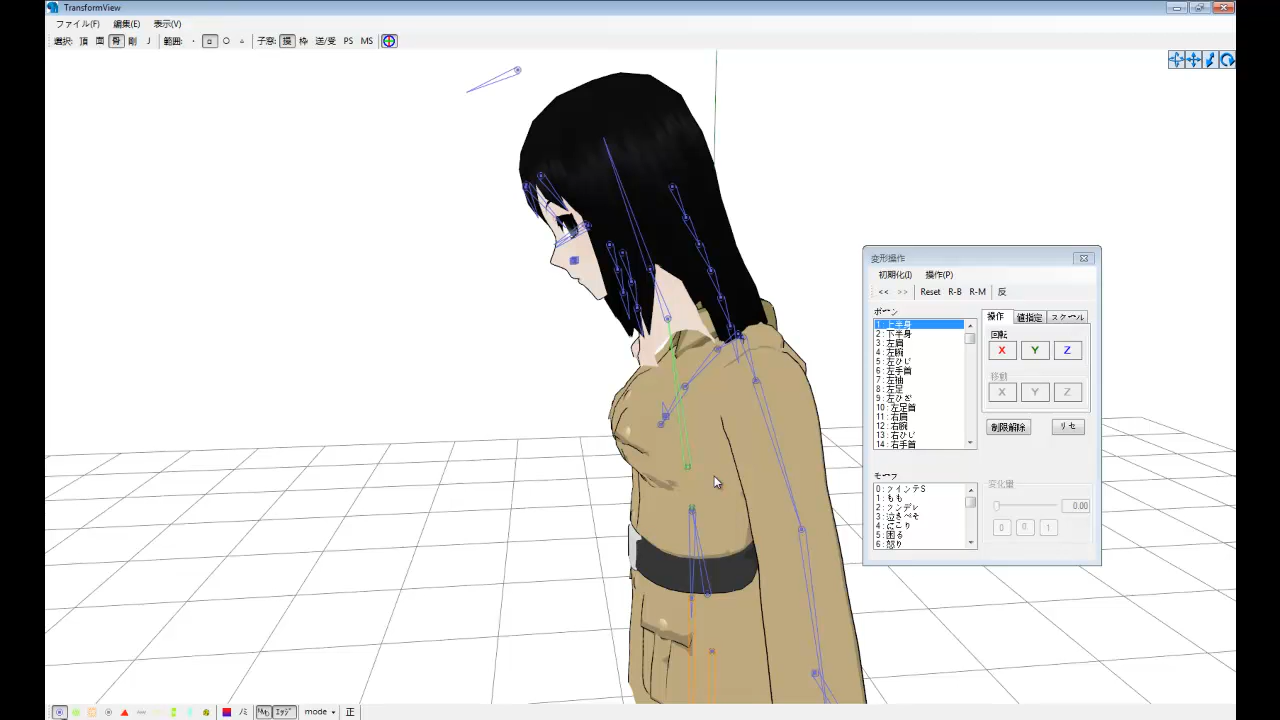 TransformView
ファイル(F) 編集(E) 表示(V)
選択: 頂 面 骨 剛 J 範囲: 子窓: 操 枠 送/受 PS MS
変形操作
初期化(I) 操作(P)
<< >> Reset R-B R-M 反
ボーン
操作 値指定 スケール
1 : 上半身
2 : 下半身
3 : 左肩
4 : 左腕
5 : 左ひじ
6 : 左手首
7 : 左袖
8 : 左足
9 : 左ひざ
10 : 左足首
11 : 右肩
12 : 右腕
13 : 右ひじ
14 : 右手首
回転
X Y Z
移動
X Y Z
制限解除 リセ
モーフ
0 : クインテS
1 : もも
2 : ツンデレ
3 : 泣きべそ
4 : にこり
5 : 困る
6 : 怒り
変化量
0.00
mode 正